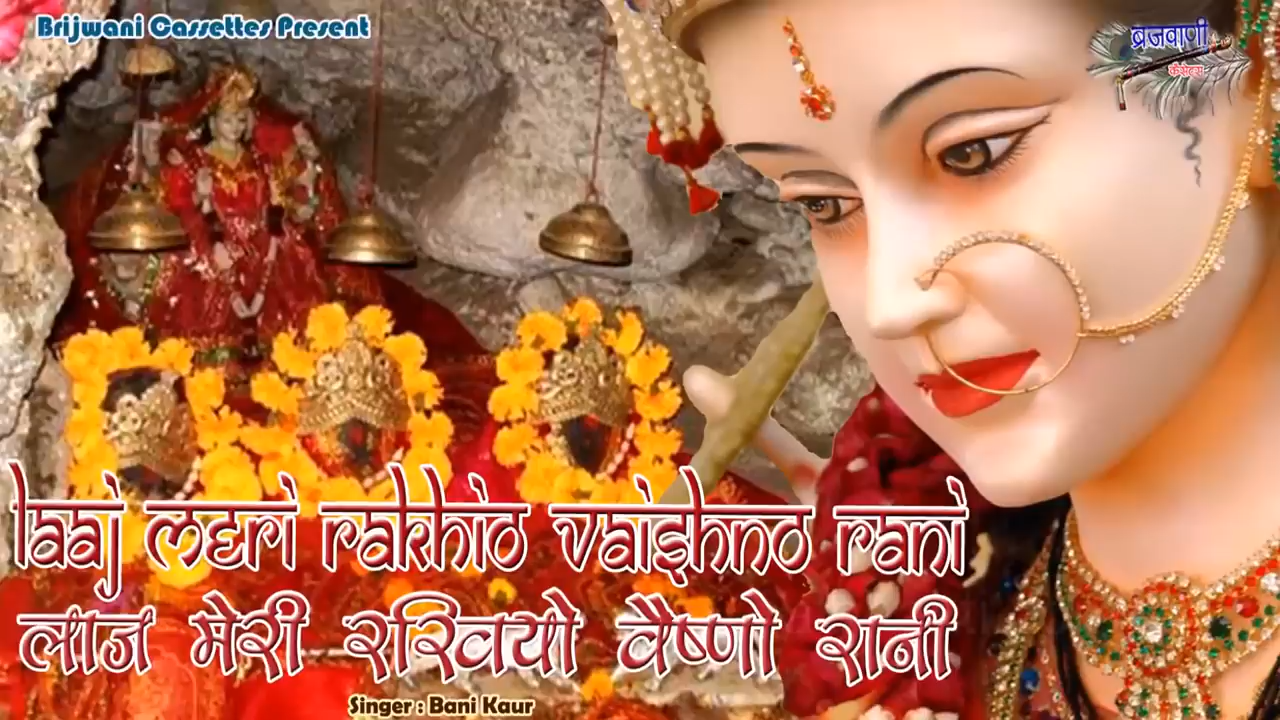 Brijwani Cassettes Present
ब्रजवाणी
कैसेट्स
laaj meri rakhio vaishno rani
लाज मेरी रखियो वैष्णो रानी
Singer : Bani Kaur